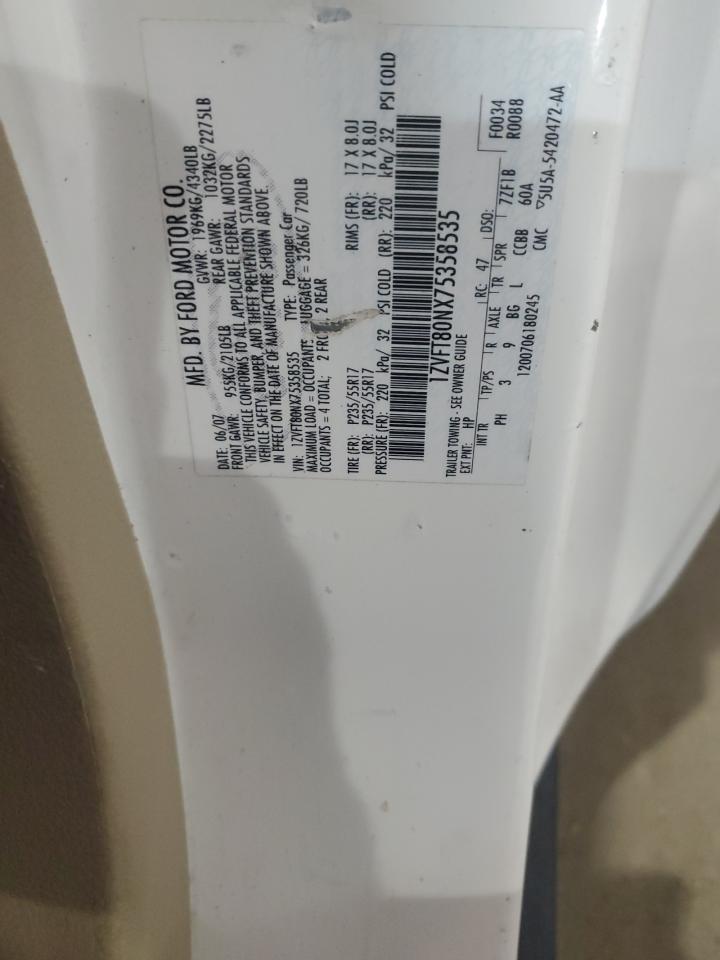 MFD. BY FORD MOTOR CO.
DATE: 06/07 GVWR: 1969KG/4340LB
FRONT GAWR: 955KG/2105LB REAR GAWR: 1032KG/2275LB
THIS VEHICLE CONFORMS TO ALL APPLICABLE FEDERAL MOTOR
VEHICLE SAFETY, BUMPER, AND THEFT PREVENTION STANDARDS
IN EFFECT ON THE DATE OF MANUFACTURE SHOWN ABOVE.
VIN: 1ZVFT80NX75358535 TYPE: Passenger Car
MAXIMUM LOAD = OCCUPANTS LUGGAGE = 326KG/ 720LB
OCCUPANTS = 4 TOTAL; 2 2 REAR
TIRE (FR): P235/55R17 RIMS (FR): 17 X 8.0J
(RR): P235/55R17 (RR): 17 X 8.0J
PRESSURE (FR): 220 kPa/ 32 PSI COLD (RR): 220 kPa/ 32 PSI COLD
1ZVFT80NX75358535
TRAILER TOWING - SEE OWNER GUIDE
EXT PNT: HP RC: 47 DSO: F0034
INT TR TP/PS R AXLE TR SPR R0088
PH 3 9 BG L CCBB 7ZF1B
60A
1200706180245 CMC ▽5U5A-5420472-AA